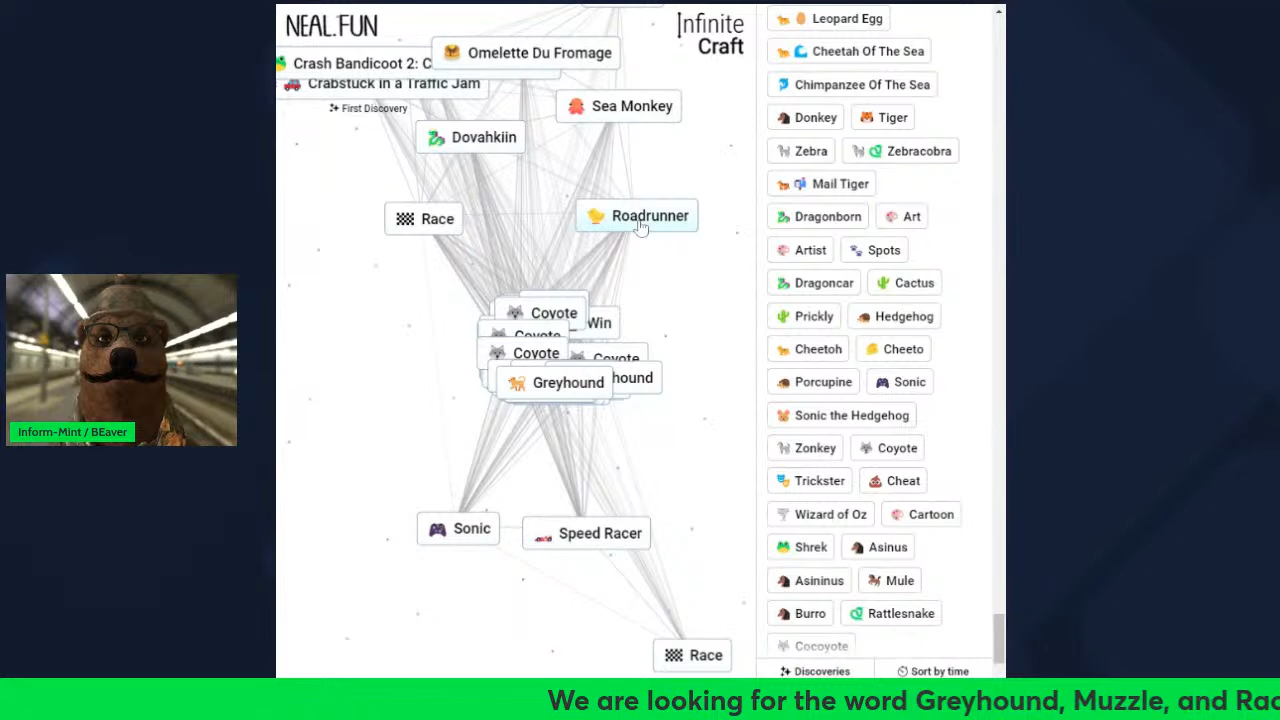 NEAL.FUN
Infinite
Craft
Omelette Du Fromage
Crash Bandicoot 2: C
Crabstuck in a Traffic Jam
First Discovery
Sea Monkey
Dovahkiin
Race
Roadrunner
Coyote
Win
Coyote
Coyote
Coyote
Greyhound
hound
Sonic
Speed Racer
Race
Leopard Egg
Cheetah Of The Sea
Chimpanzee Of The Sea
Donkey Tiger
Zebra Zebracobra
Mail Tiger
Dragonborn Art
Artist Spots
Dragoncar Cactus
Prickly Hedgehog
Cheetoh Cheeto
Porcupine Sonic
Sonic the Hedgehog
Zonkey Coyote
Trickster Cheat
Wizard of Oz Cartoon
Shrek Asinus
Asininus Mule
Burro Rattlesnake
Cocoyote
Discoveries Sort by time
Inform-Mint / BEaver
We are looking for the word Greyhound, Muzzle, and Rac